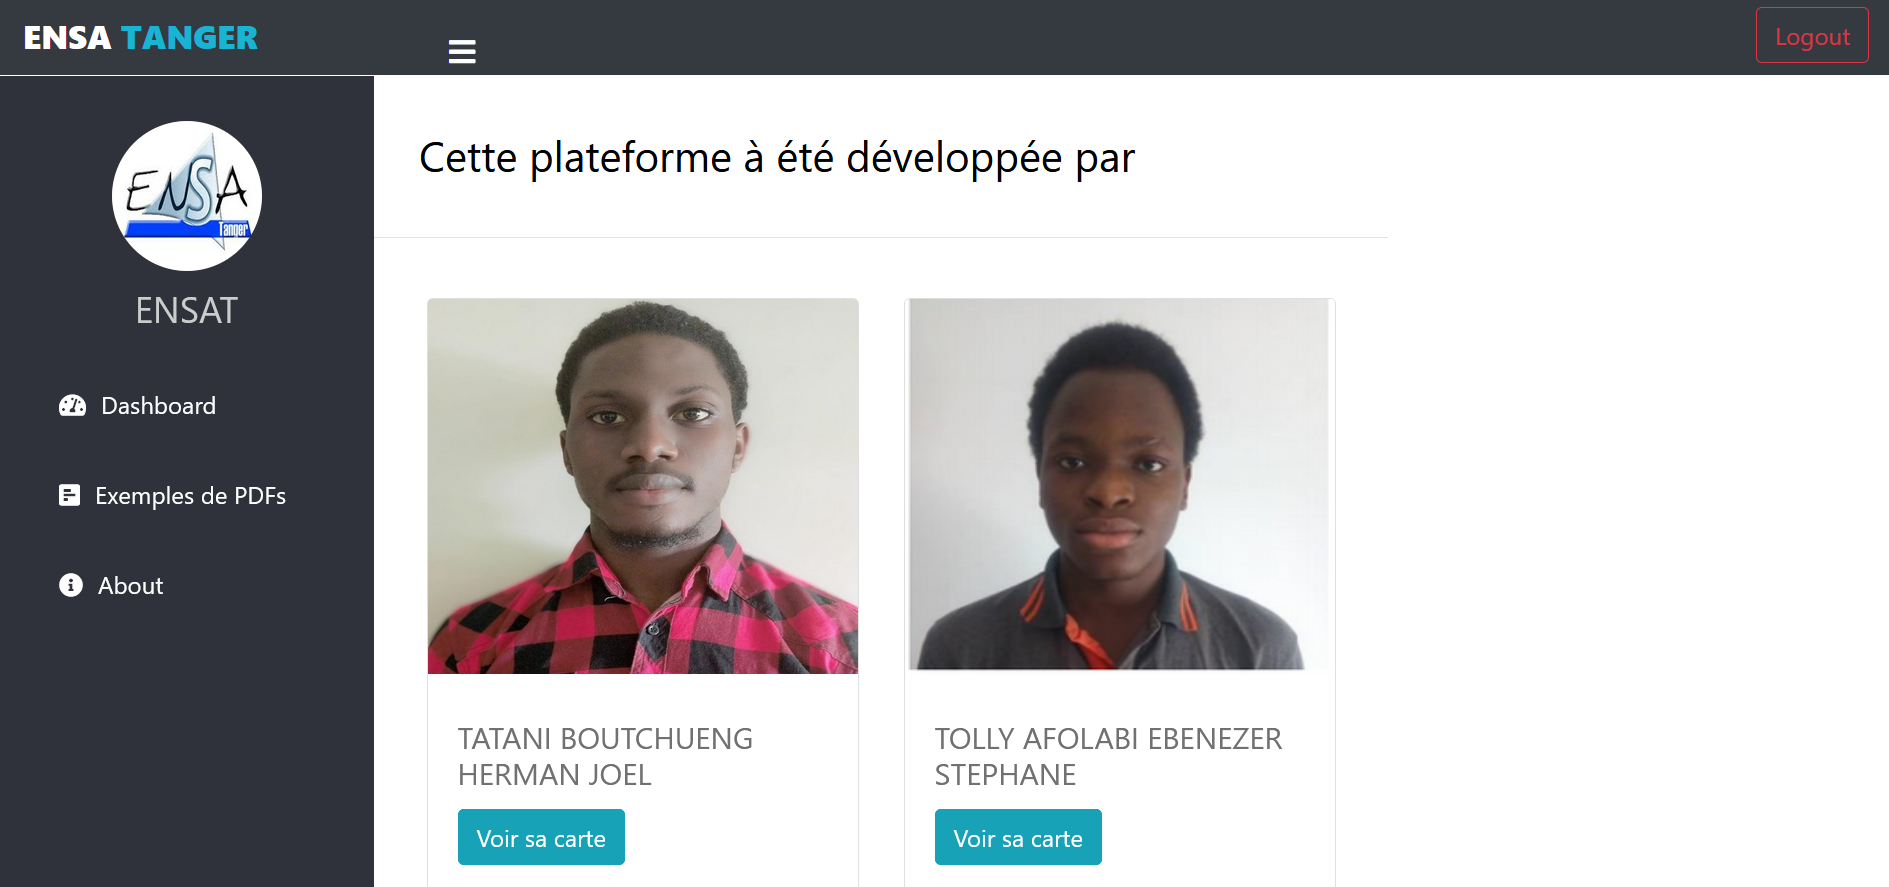 ENSA TANGER
Logout
ENSA
Tanger
ENSAT
Dashboard
Exemples de PDFs
About
Cette plateforme à été développée par
TATANI BOUTCHUENG
HERMAN JOEL
Voir sa carte
TOLLY AFOLABI EBENEZER
STEPHANE
Voir sa carte